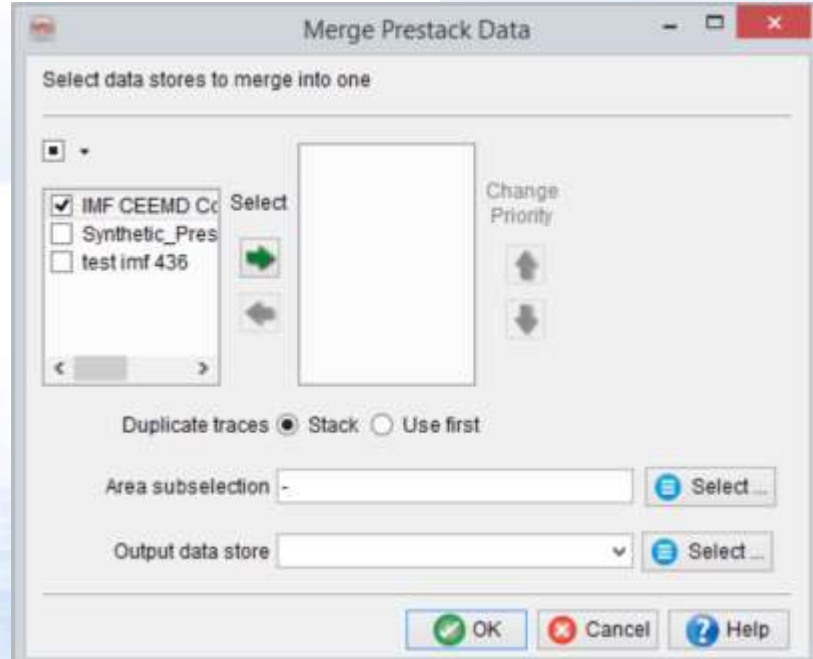 Merge Prestack Data
Select data stores to merge into one
IMF CEEMD Co
Synthetic_Pres
test imf 436
Select
Change
Priority
Duplicate traces Stack Use first
Area subselection - Select ...
Output data store Select ...
OK Cancel Help